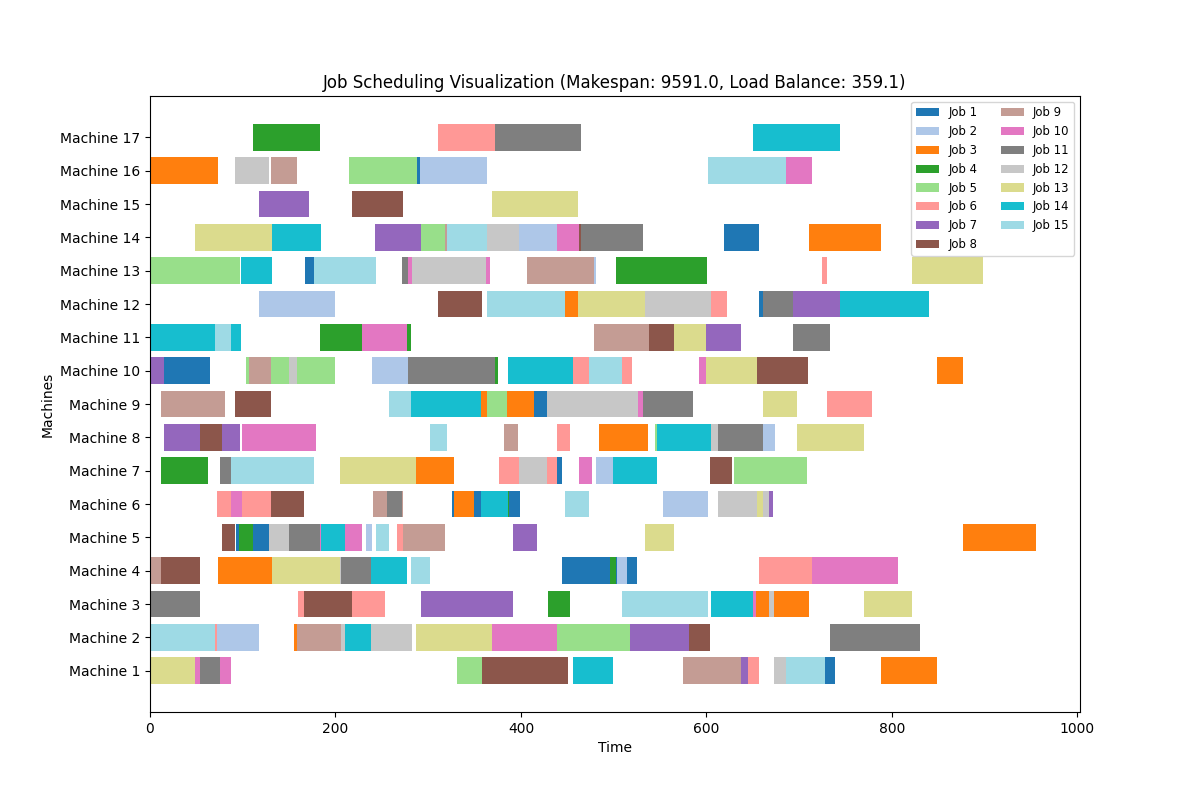 Job Scheduling Visualization (Makespan: 9591.0, Load Balance: 359.1)
Machine 17
Machine 16
Machine 15
Machine 14
Machine 13
Machine 12
Machine 11
Machine 10
Machine 9
Machine 8
Machine 7
Machine 6
Machine 5
Machine 4
Machine 3
Machine 2
Machine 1
Machines
0 200 400 600 800 1000
Time
Job 1
Job 2
Job 3
Job 4
Job 5
Job 6
Job 7
Job 8
Job 9
Job 10
Job 11
Job 12
Job 13
Job 14
Job 15